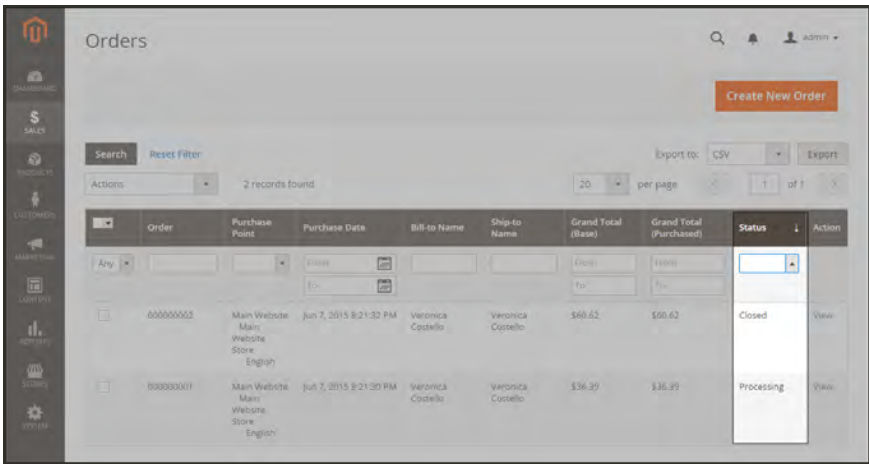 Orders
admin
DASHBOARD
Create New Order
$
SALES
Search Reset Filter Export to: CSV Export
PRODUCTS
Actions 2 records found 20 per page 1 of 1
CUSTOMERS
Order Purchase Point Purchase Date Bill-to Name Ship-to Name Grand Total (Base) Grand Total (Purchased) Status ↓ Action
MARKETING
Any From From From
To To To
CONTENT
000000002 Main Website Jun 7, 2015 8:21:32 PM Veronica $60.62 $60.62 Closed View
Main Costello Costello
Veronica
Website
Store
English
REPORTS
STORES
000000001 Main Website Jun 7, 2015 8:21:30 PM Veronica Veronica $36.39 $36.39 Processing View
Main Costello Costello
Website
Store
English
SYSTEM